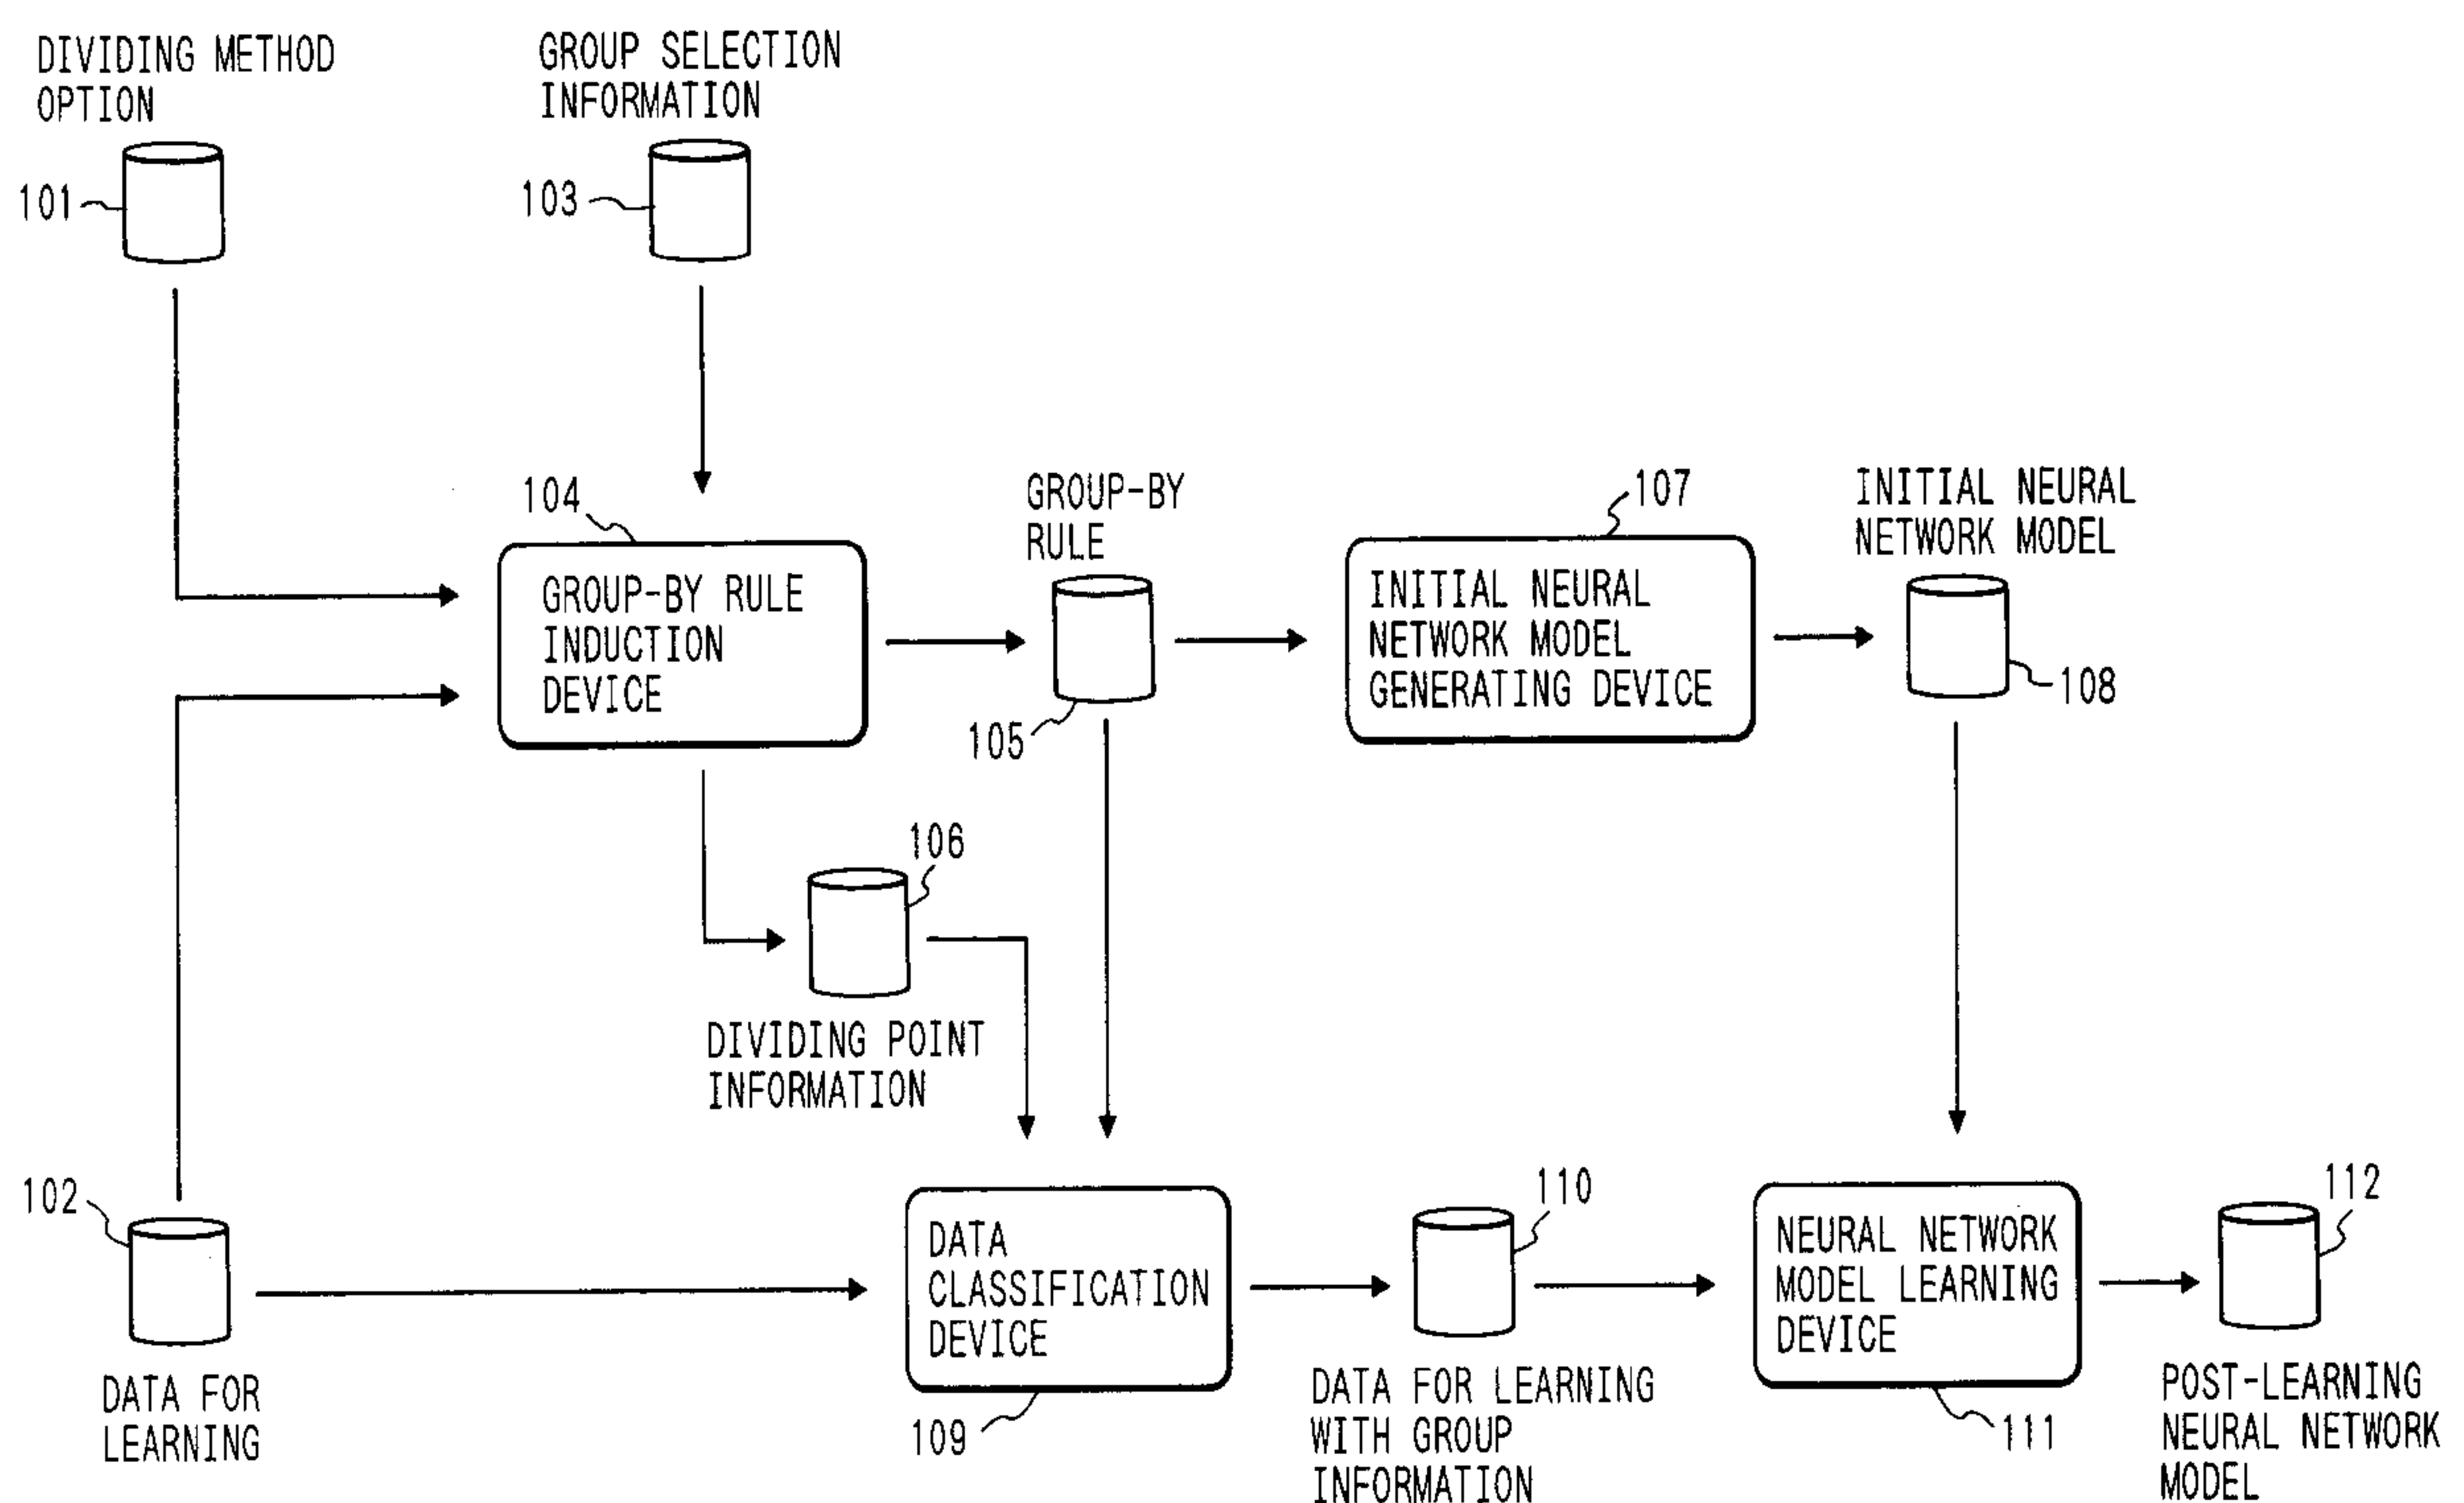 DIVIDING METHOD
OPTION
101
GROUP SELECTION
INFORMATION
103
104
GROUP-BY RULE
INDUCTION
DEVICE
GROUP-BY
RULE
105
107
INITIAL NEURAL
NETWORK MODEL
GENERATING DEVICE
INITIAL NEURAL
NETWORK MODEL
108
106
DIVIDING POINT
INFORMATION
102
DATA FOR
LEARNING
DATA
CLASSIFICATION
DEVICE
109
110
DATA FOR LEARNING
WITH GROUP
INFORMATION
NEURAL NETWORK
MODEL LEARNING
DEVICE
111
112
POST-LEARNING
NEURAL NETWORK
MODEL